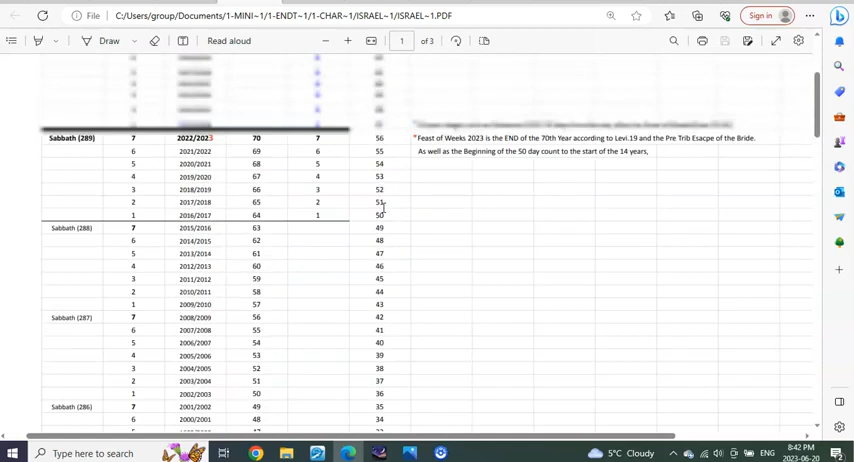 File | C:/Users/group/Documents/1-MINI~1/1-ENDT~1/1-CHAR~1/ISRAEL~1/ISRAEL~1.PDF
Sign in
Draw
Read aloud
1 of 3
Sabbath (289) 7 2022/2023 70 7 56 *Feast of Weeks 2023 is the END of the 70th Year according to Levi.19 and the Pre Trib Esacpe of the Bride.
6 2021/2022 69 6 55 As well as the Beginning of the 50 day count to the start of the 14 years,
5 2020/2021 68 5 54
4 2019/2020 67 4 53
3 2018/2019 66 3 52
2 2017/2018 65 2 51
1 2016/2017 64 1 50
Sabbath (288) 7 2015/2016 63 49
6 2014/2015 62 48
5 2013/2014 61 47
4 2012/2013 60 46
3 2011/2012 59 45
2 2010/2011 58 44
1 2009/2010 57 43
Sabbath (287) 7 2008/2009 56 42
6 2007/2008 55 41
5 2006/2007 54 40
4 2005/2006 53 39
3 2004/2005 52 38
2 2003/2004 51 37
1 2002/2003 50 36
Sabbath (286) 7 2001/2002 49 35
6 2000/2001 48 34
Type here to search
5°C Cloudy
ENG
8:42 PM
2023-06-20